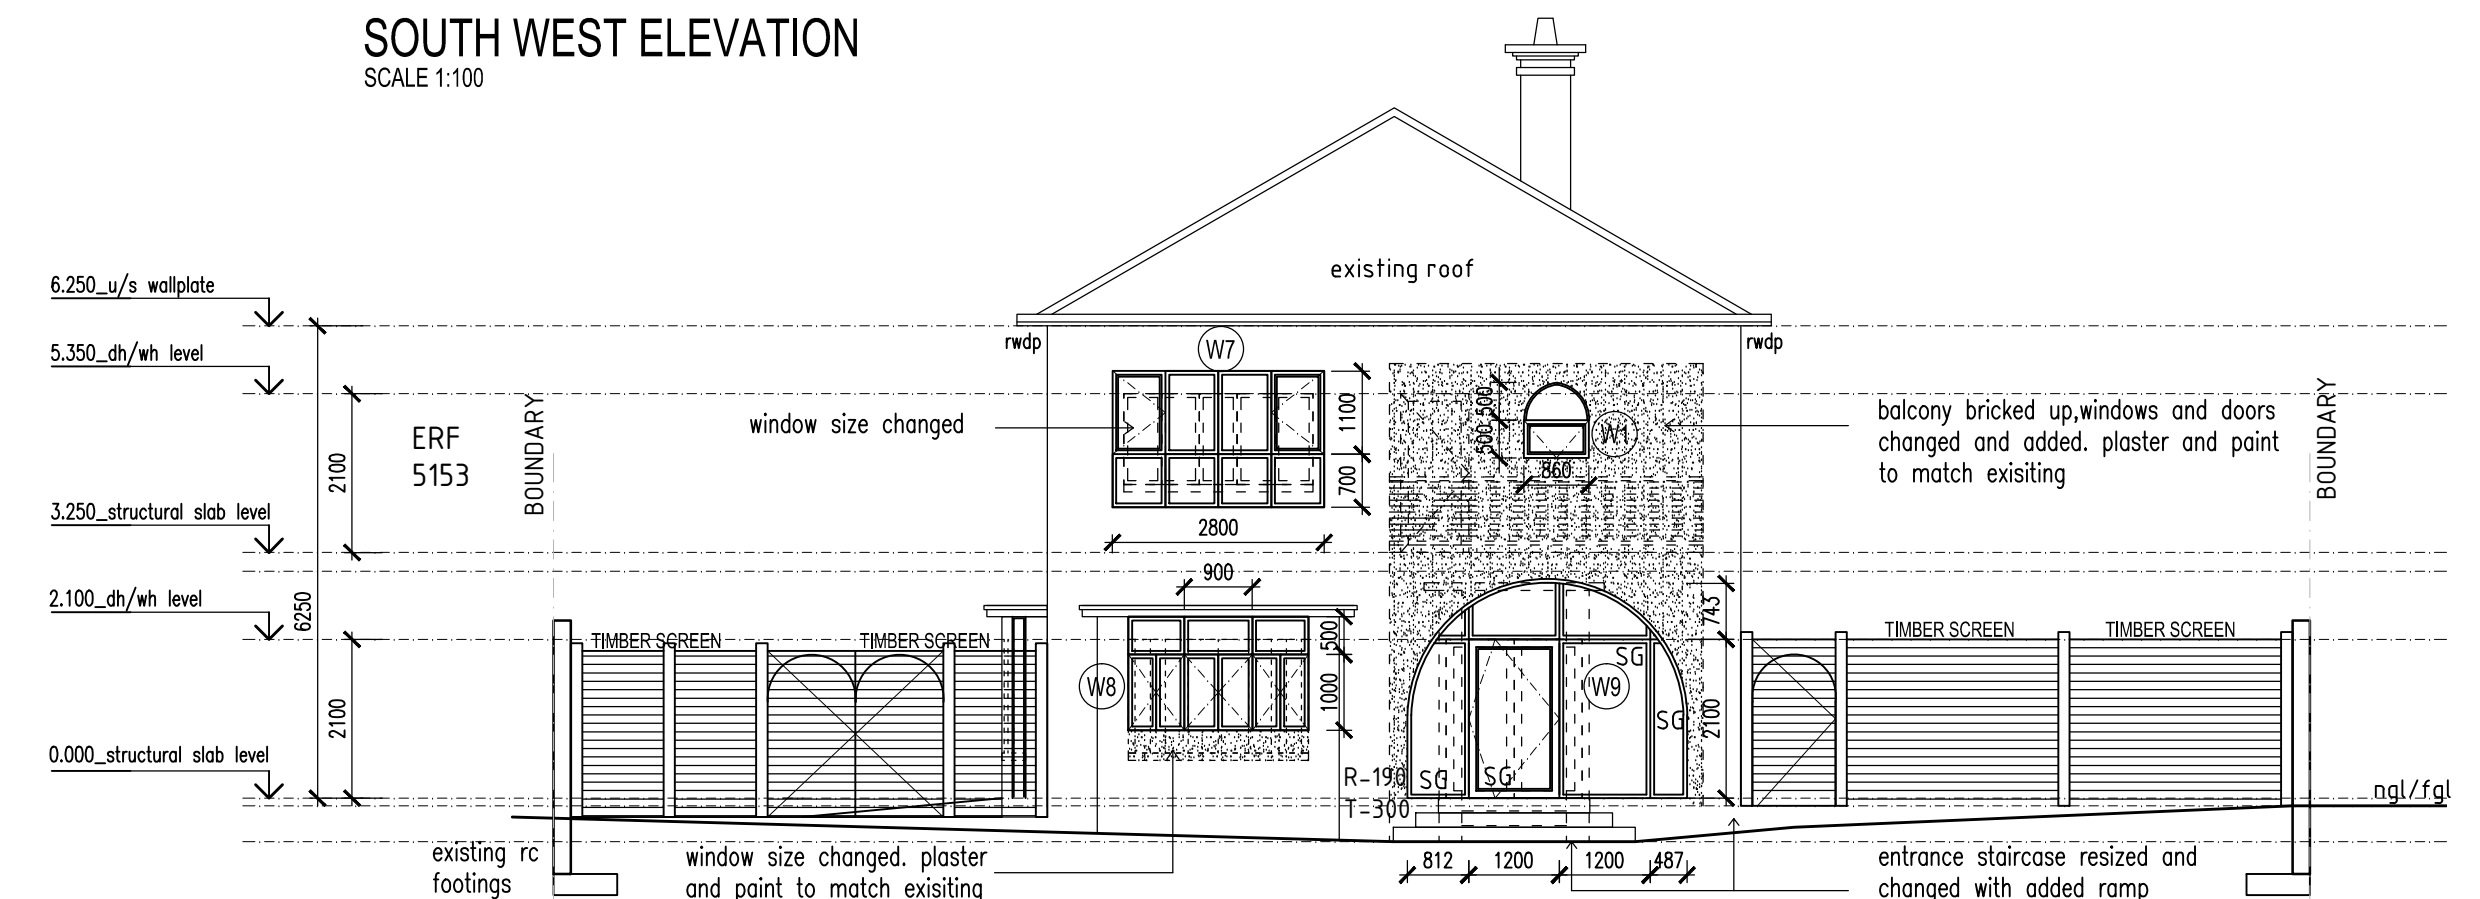 SOUTH WEST ELEVATION
SCALE 1:100
existing roof
6.250_u/s wallplate
rwdp
rwdp
W7
5.350_dh/wh level
BOUNDARY
BOUNDARY
ERF
5153
window size changed
1100
700
2800
500
500
W1
860
balcony bricked up,windows and doors
changed and added. plaster and paint
to match exisiting
2100
3.250_structural slab level
6250
900
2.100_dh/wh level
TIMBER SCREEN
TIMBER SCREEN
TIMBER SCREEN
TIMBER SCREEN
500
1000
743
2100
W8
W9
SG
SG
SG
SG
2100
0.000_structural slab level
R-190
T-300
ngl/fgl
existing rc
footings
window size changed. plaster
and paint to match exisiting
812
1200
1200
487
entrance staircase resized and
changed with added ramp